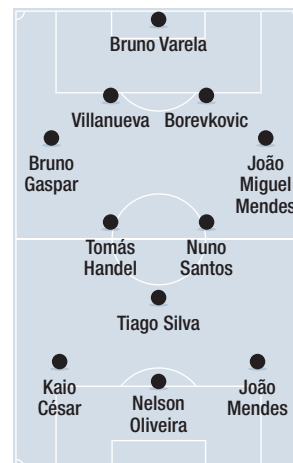 Bruno Varela
Villanueva
Borevkovic
Bruno
Gaspar
João
Miguel
Mendes
Tomás
Handel
Nuno
Santos
Tiago Silva
Kaio
César
Nelson
Oliveira
João
Mendes